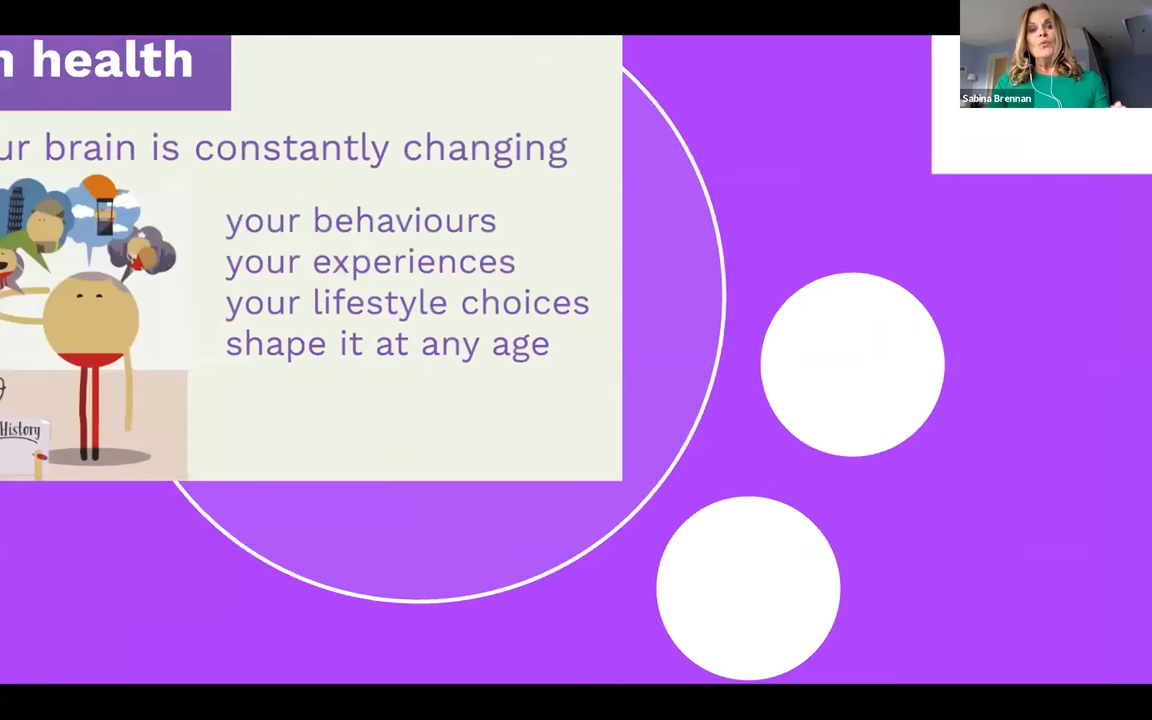 n health
ur brain is constantly changing
your behaviours
your experiences
your lifestyle choices
shape it at any age
History
Sabina Brennan